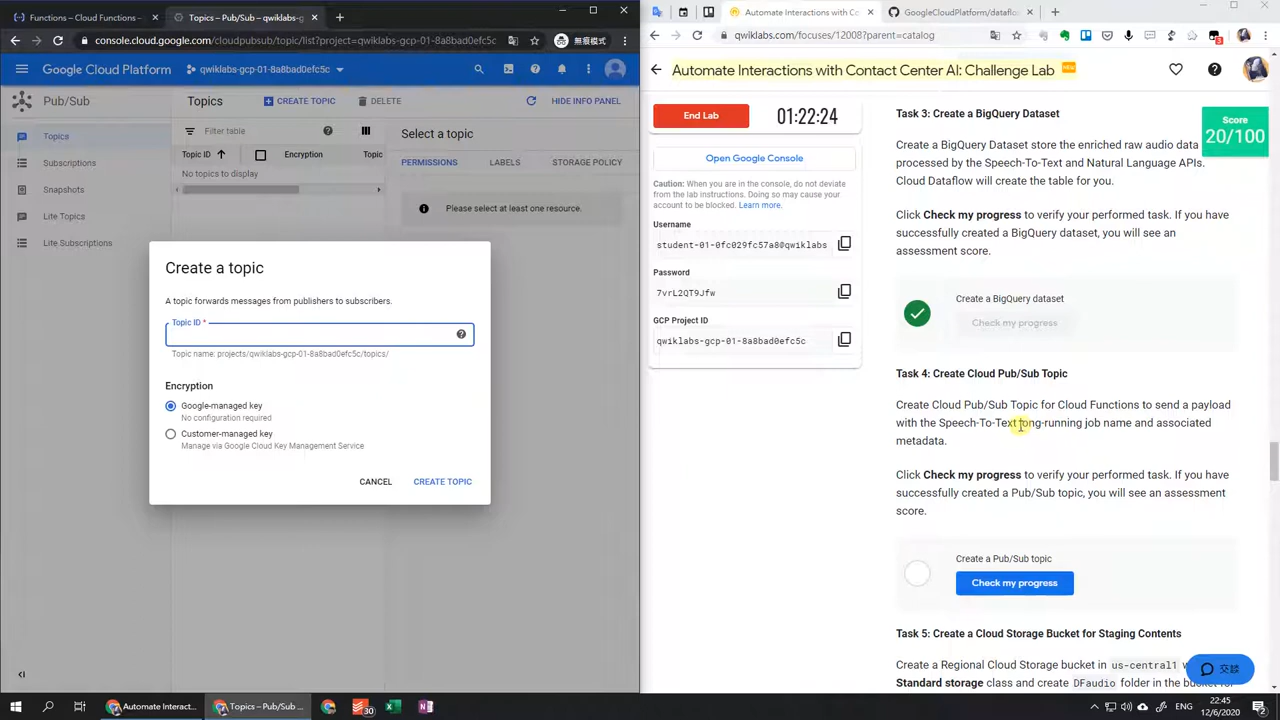 Functions – Cloud Functions –
Topics – Pub/Sub – qwiklabs-g
console.cloud.google.com/cloudpubsub/topic/list?project=qwiklabs-gcp-01-8a8bad0efc5c
無痕模式
Google Cloud Platform
qwiklabs-gcp-01-8a8bad0efc5c
Pub/Sub
Topics
CREATE TOPIC
DELETE
HIDE INFO PANEL
Topics
Subscriptions
Snapshots
Lite Topics
Lite Subscriptions
Filter table
Topic ID
Encryption
Topic
No topics to display
Select a topic
PERMISSIONS
LABELS
STORAGE POLICY
Please select at least one resource.
Create a topic
A topic forwards messages from publishers to subscribers.
Topic ID *
Topic name: projects/qwiklabs-gcp-01-8a8bad0efc5c/topics/
Encryption
Google-managed key
No configuration required
Customer-managed key
Manage via Google Cloud Key Management Service
CANCEL
CREATE TOPIC
Automate Interactions with Co
GoogleCloudPlatform/dataflow
qwiklabs.com/focuses/12008?parent=catalog
Automate Interactions with Contact Center AI: Challenge Lab
End Lab
01:22:24
Open Google Console
Caution: When you are in the console, do not deviate
from the lab instructions. Doing so may cause your
account to be blocked. Learn more.
Username
student-01-0fc029fc57a8@qwiklabs
Password
7vrL2QT9Jfw
GCP Project ID
qwiklabs-gcp-01-8a8bad0efc5c
Score
20/100
Task 3: Create a BigQuery Dataset
Create a BigQuery Dataset store the enriched raw audio data
processed by the Speech-To-Text and Natural Language APIs.
Cloud Dataflow will create the table for you.
Click Check my progress to verify your performed task. If you have
successfully created a BigQuery dataset, you will see an
assessment score.
Create a BigQuery dataset
Check my progress
Task 4: Create Cloud Pub/Sub Topic
Create Cloud Pub/Sub Topic for Cloud Functions to send a payload
with the Speech-To-Text long-running job name and associated
metadata.
Click Check my progress to verify your performed task. If you have
successfully created a Pub/Sub topic, you will see an assessment
score.
Create a Pub/Sub topic
Check my progress
Task 5: Create a Cloud Storage Bucket for Staging Contents
Create a Regional Cloud Storage bucket in us-central1
Standard storage class and create DFaudio folder in the bucket for
交談
Automate Interact...
Topics – Pub/Sub ...
30
ENG
22:45
12/6/2020
2